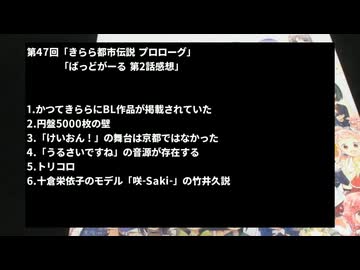 第47回「きらら都市伝説 プロローグ」
「ばっどがーる 第2話感想」
1.かつてきららにBL作品が掲載されていた
2.円盤5000枚の壁
3.「けいおん！」の舞台は京都ではなかった
4.「うるさいですね」の音源が存在する
5.トリコロ
6.十倉栄依子のモデル「咲-Saki-」の竹井久説